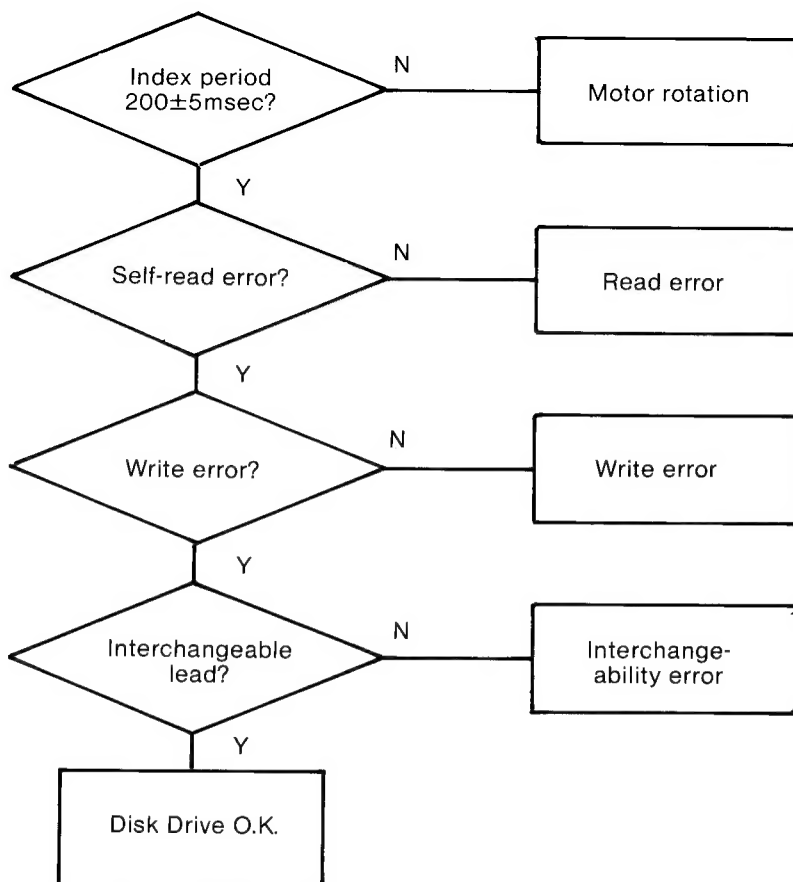 Index period
200±5msec?
N
Motor rotation
Y
Self-read error?
N
Read error
Y
Write error?
N
Write error
Y
Interchangeable
lead?
N
Interchange-
ability error
Y
Disk Drive O.K.